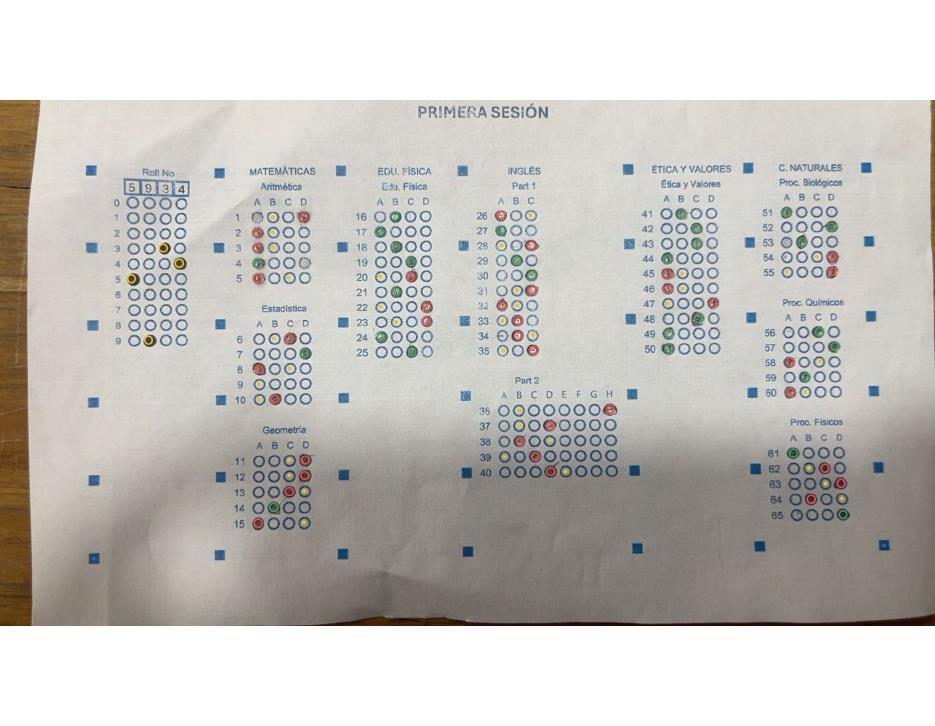 PRIMERA SESIÓN
Roll No
5 9 3 4
0
1
2
3
4
5
6
7
8
9
MATEMÁTICAS
Aritmética
A B C D
1
2
3
4
5
Estadística
A B C D
6
7
8
9
10
Geometría
A B C D
11
12
13
14
15
EDU. FÍSICA
Edu. Física
A B C D
16
17
18
19
20
21
22
23
24
25
INGLÉS
Part 1
A B C
26
27
28
29
30
31
32
33
34
35
Part 2
A B C D E F G H
36
37
38
39
40
ÉTICA Y VALORES
Ética y Valores
A B C D
41
42
43
44
45
46
47
48
49
50
C. NATURALES
Proc. Biológicos
A B C D
51
52
53
54
55
Proc. Químicos
A B C D
56
57
58
59
60
Proc. Físicos
A B C D
61
62
63
64
65